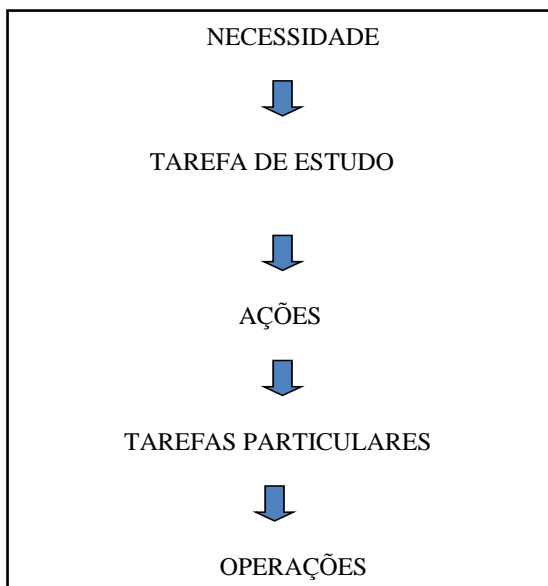 NECESSIDADE
TAREFA DE ESTUDO
AÇÕES
TAREFAS PARTICULARES
OPERAÇÕES